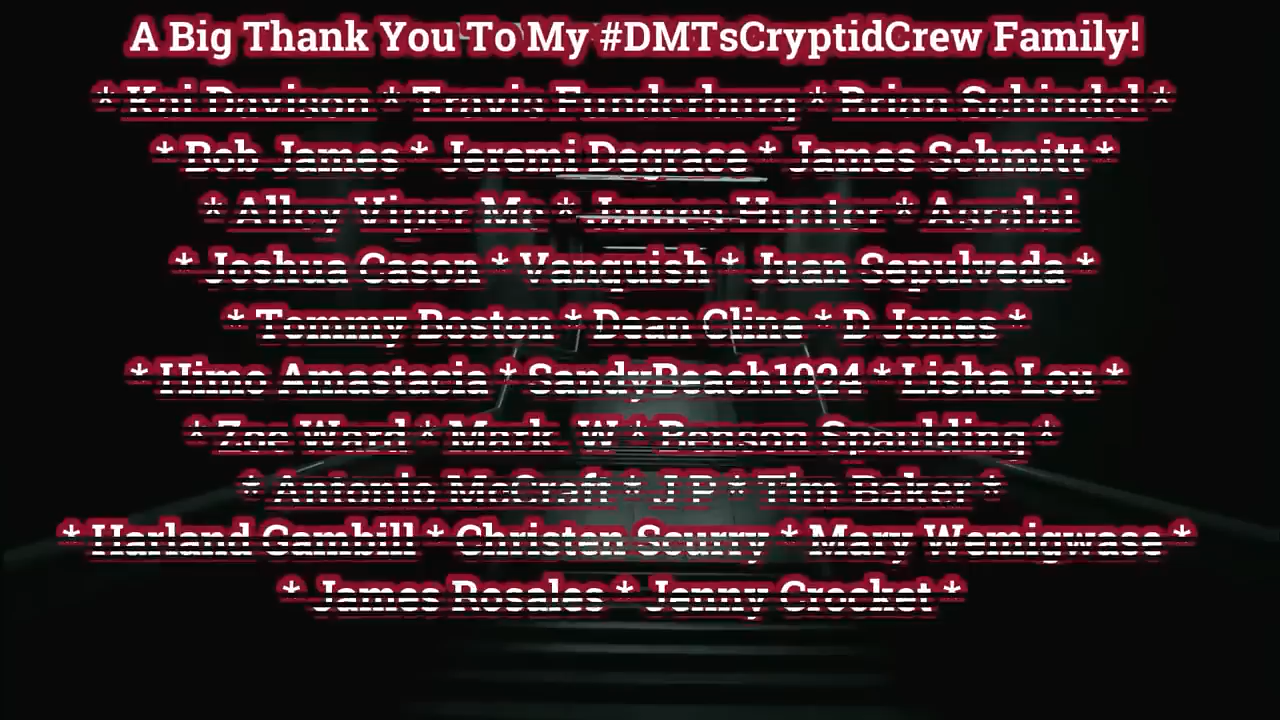 A Big Thank You To My #DMTsCryptidCrew Family!
* Kai Davison * Travis Funderburg * Brian Schindel *
* Bob James * Jeremi Degrace * James Schmitt *
* Alley Viper Me * James Hunter * Asralai
* Joshua Cason * Vanquish * Juan Sepulveda *
* Tommy Boston * Dean Cline * D Jones *
* Himo Amastacia * SandyBeach1024 * Lisha Lou *
* Zoe Ward * Mark. W * Benson Spaulding *
* Antonio McCraft * J P * Tim Baker *
* Harland Gambill * Christen Scurry * Mary Wemigwase *
* James Rosales * Jenny Crocket *